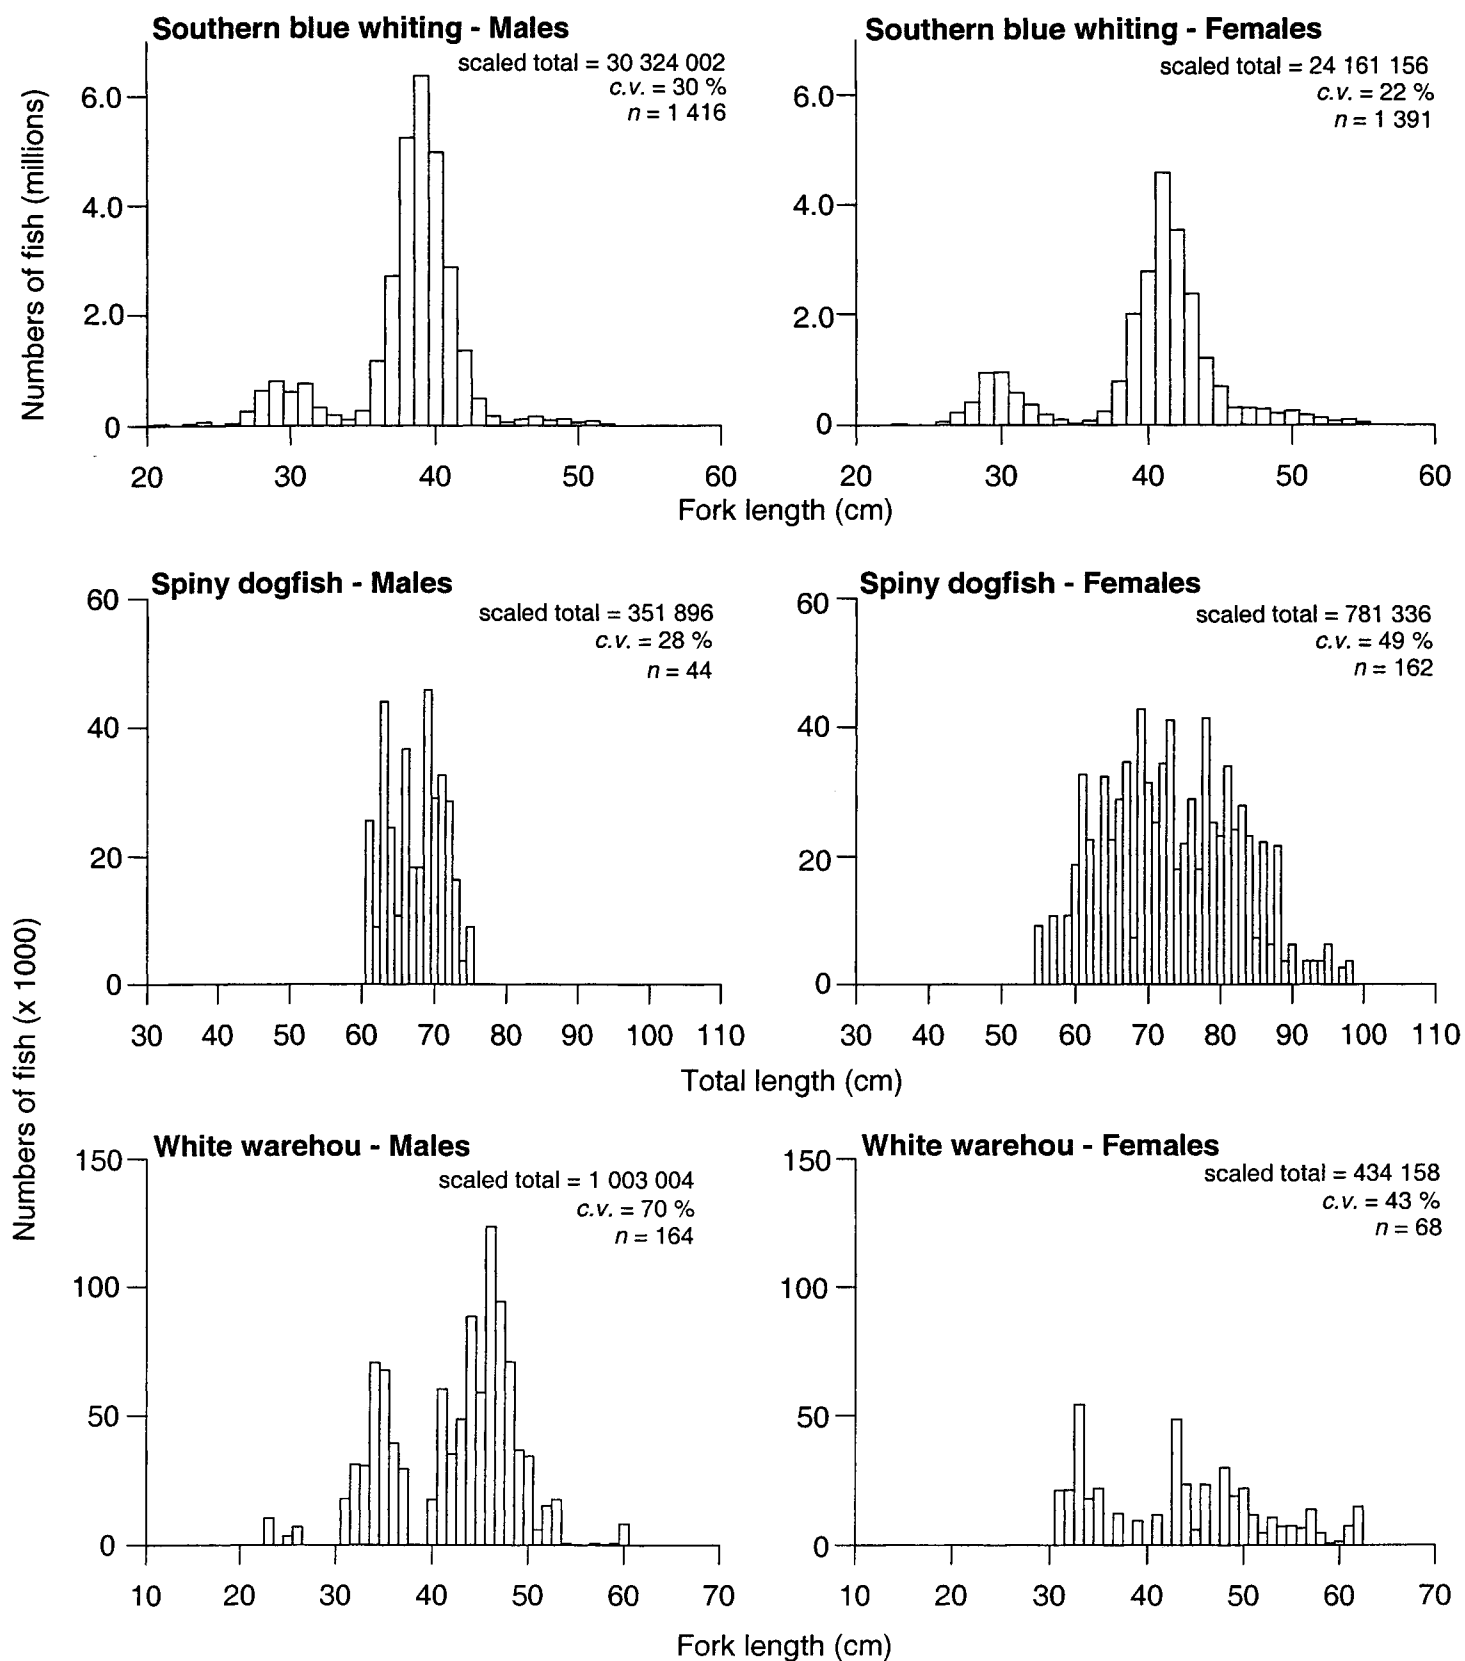 Southern blue whiting - Males
scaled total = 30 324 002
c.v. = 30 %
n = 1 416
Numbers of fish (millions)
6.0
4.0
2.0
0
20 30 40 50 60
Southern blue whiting - Females
scaled total = 24 161 156
c.v. = 22 %
n = 1 391
6.0
4.0
2.0
0
20 30 40 50 60
Fork length (cm)
Spiny dogfish - Males
scaled total = 351 896
c.v. = 28 %
n = 44
60
40
20
0
30 40 50 60 70 80 90 100 110
Spiny dogfish - Females
scaled total = 781 336
c.v. = 49 %
n = 162
60
40
20
0
30 40 50 60 70 80 90 100 110
Total length (cm)
Numbers of fish (x 1000)
White warehou - Males
scaled total = 1 003 004
c.v. = 70 %
n = 164
150
100
50
0
10 20 30 40 50 60 70
White warehou - Females
scaled total = 434 158
c.v. = 43 %
n = 68
150
100
50
0
10 20 30 40 50 60 70
Fork length (cm)